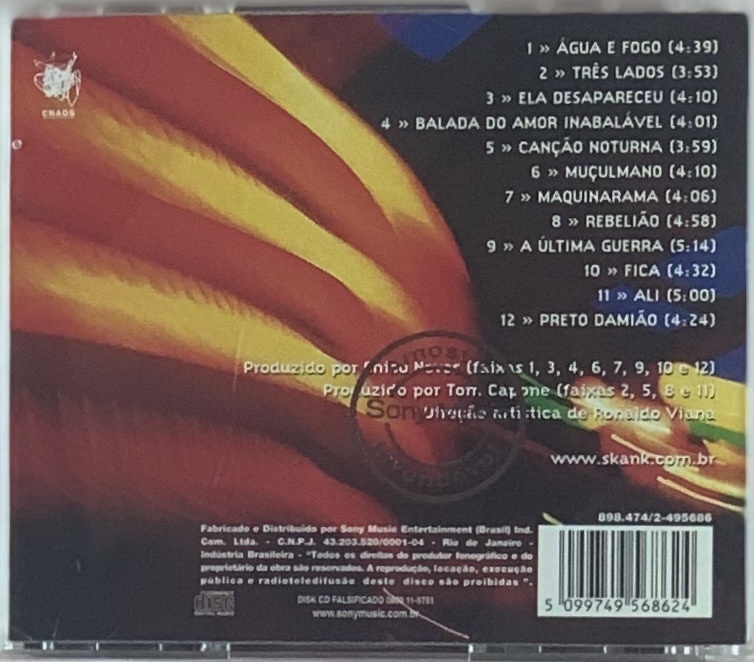 CHAOS
1 » ÁGUA E FOGO (4:39)
2 » TRÊS LADOS (3:53)
3 » ELA DESAPARECEU (4:10)
4 » BALADA DO AMOR INABALÁVEL (4:01)
5 » CANÇÃO NOTURNA (3:59)
6 » MUÇULMANO (4:10)
7 » MAQUINARAMA (4:06)
8 » REBELIÃO (4:58)
9 » A ÚLTIMA GUERRA (5:14)
10 » FICA (4:32)
11 » ALI (5:00)
12 » PRETO DAMIÃO (4:24)
Produzido por Chico Neves (faixas 1, 3, 4, 6, 7, 9, 10 e 12)
Produzido por Tom Capone (faixas 2, 5, 8 e 11)
Direção artística de Ronaldo Viana
www.skank.com.br
898.474/2-495686
Fabricado e Distribuído por Sony Music Entertainment (Brasil) Ind.
Com. Ltda. - C.N.P.J. 43.203.520/0001-04 - Rio de Janeiro -
Indústria Brasileira - "Todos os direitos do produtor fonográfico e do
proprietário da obra são reservados. A reprodução, locação, execução
pública e radioteledifusão deste disco são proibidas".
disc
DISK CD FALSIFICADO 11-5751
www.sonymusic.com.br
5 099749 568624